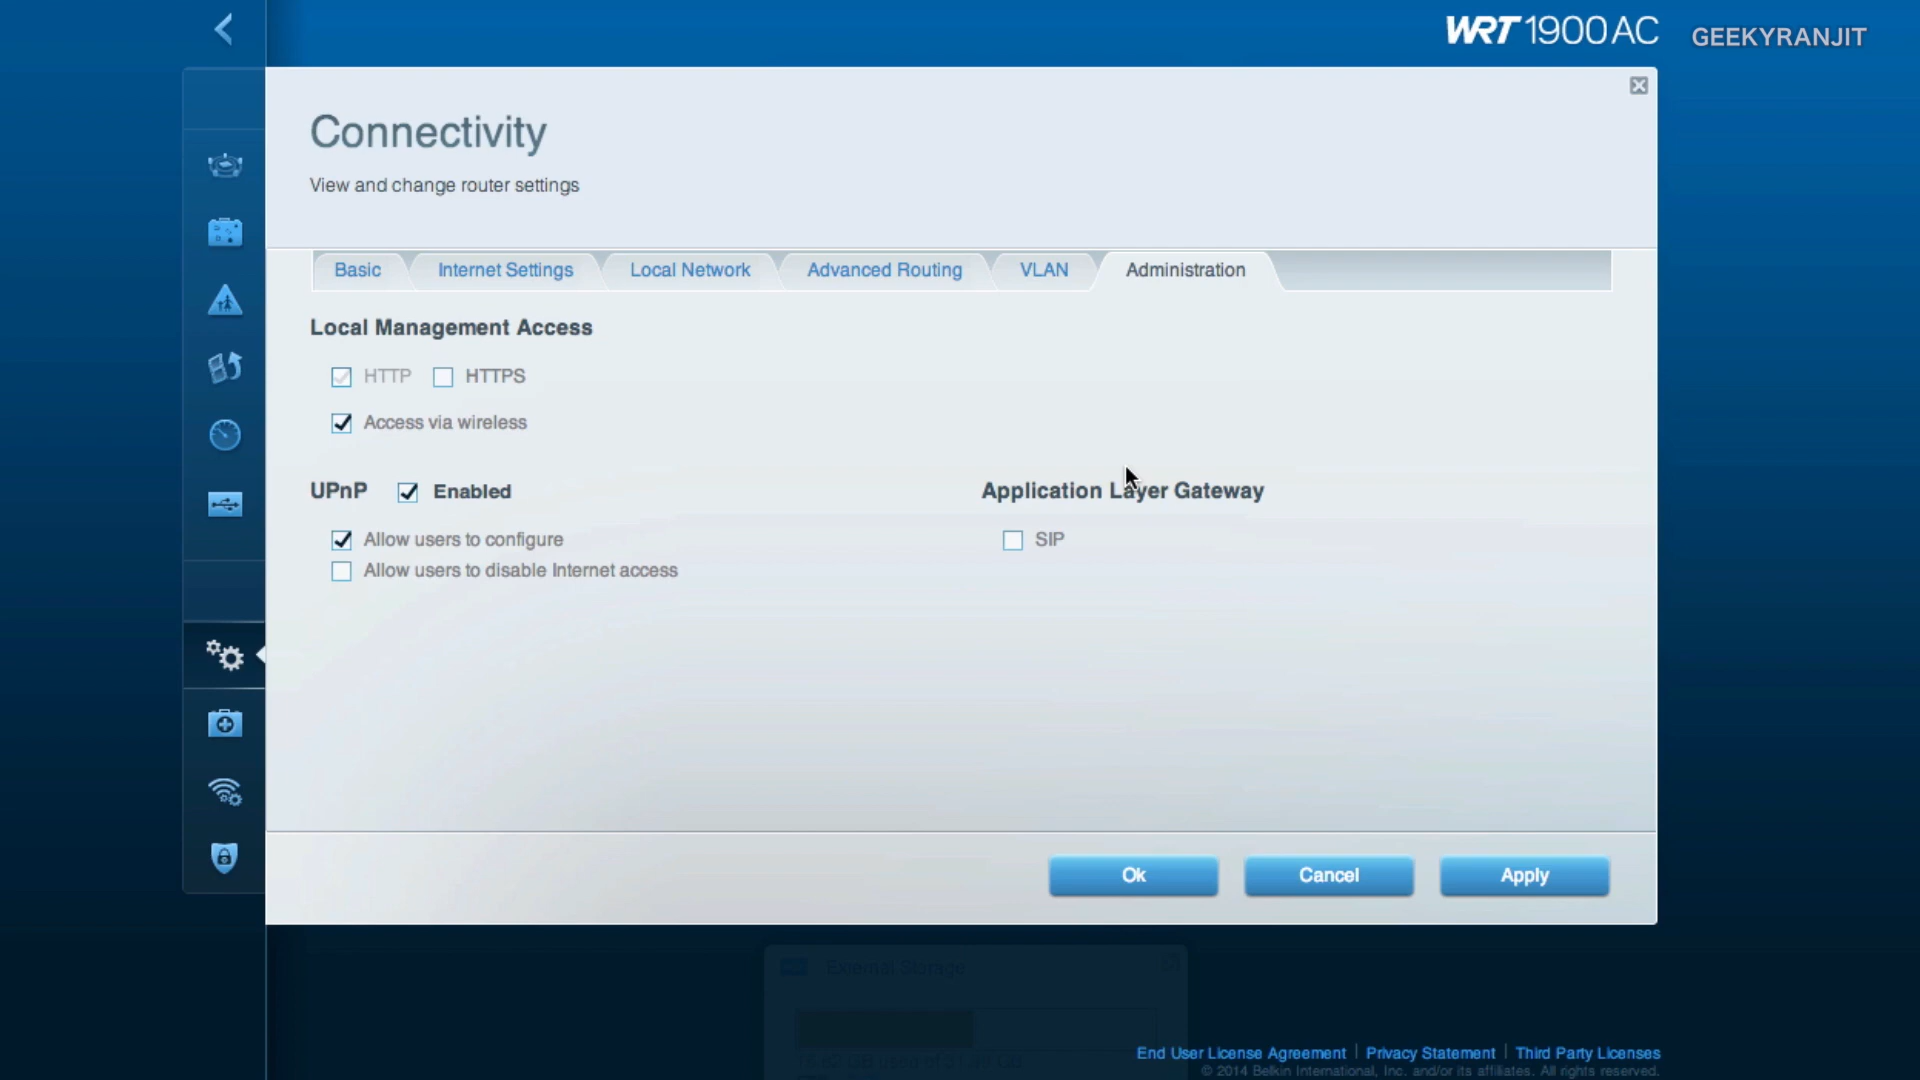 WRT1900AC
GEEKYRANJIT
Connectivity
View and change router settings
Basic
Internet Settings
Local Network
Advanced Routing
VLAN
Administration
Local Management Access
HTTP
HTTPS
Access via wireless
UPnP
Enabled
Application Layer Gateway
Allow users to configure
SIP
Allow users to disable Internet access
Ok
Cancel
Apply
External Storage
End User License Agreement | Privacy Statement | Third Party Licenses
© 2014 Belkin International, Inc. and/or its affiliates. All rights reserved.